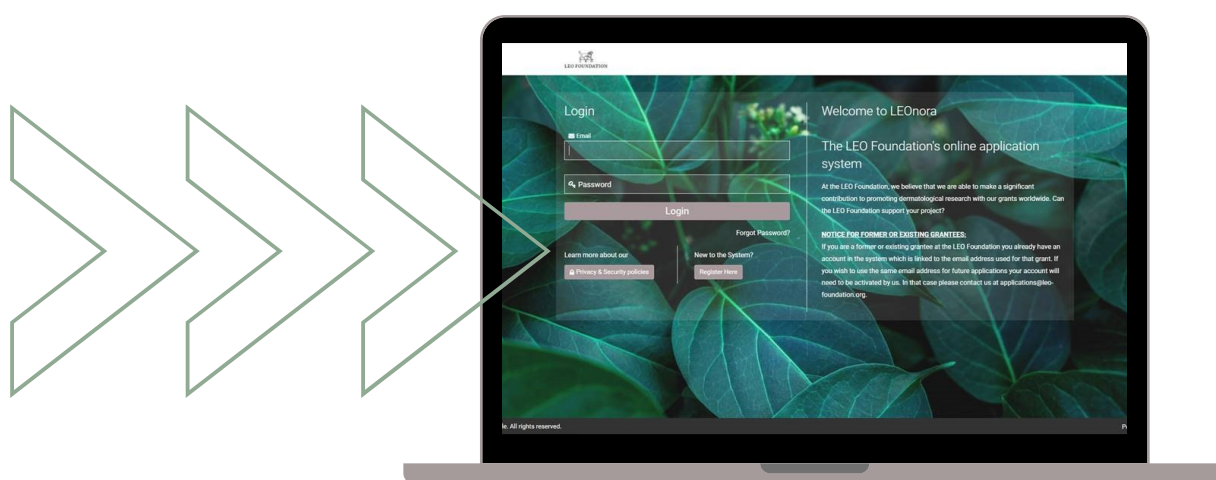 LEO FOUNDATION
Login
Email
Password
Login
Forgot Password?
Learn more about our
Privacy & Security policies
New to the System?
Register Here
Welcome to LEOnora
The LEO Foundation's online application
system
At the LEO Foundation, we believe that we are able to make a significant
contribution to promoting dermatological research with our grants worldwide. Can
the LEO Foundation support your project?
NOTICE FOR FORMER OR EXISTING GRANTEES:
If you are a former or existing grantee at the LEO Foundation you already have an
account in the system which is linked to the email address used for that grant. If
you wish to use the same email address for future applications your account will
need to be activated by us. In that case please contact us at applications@leo-
foundation.org.
le. All rights reserved.